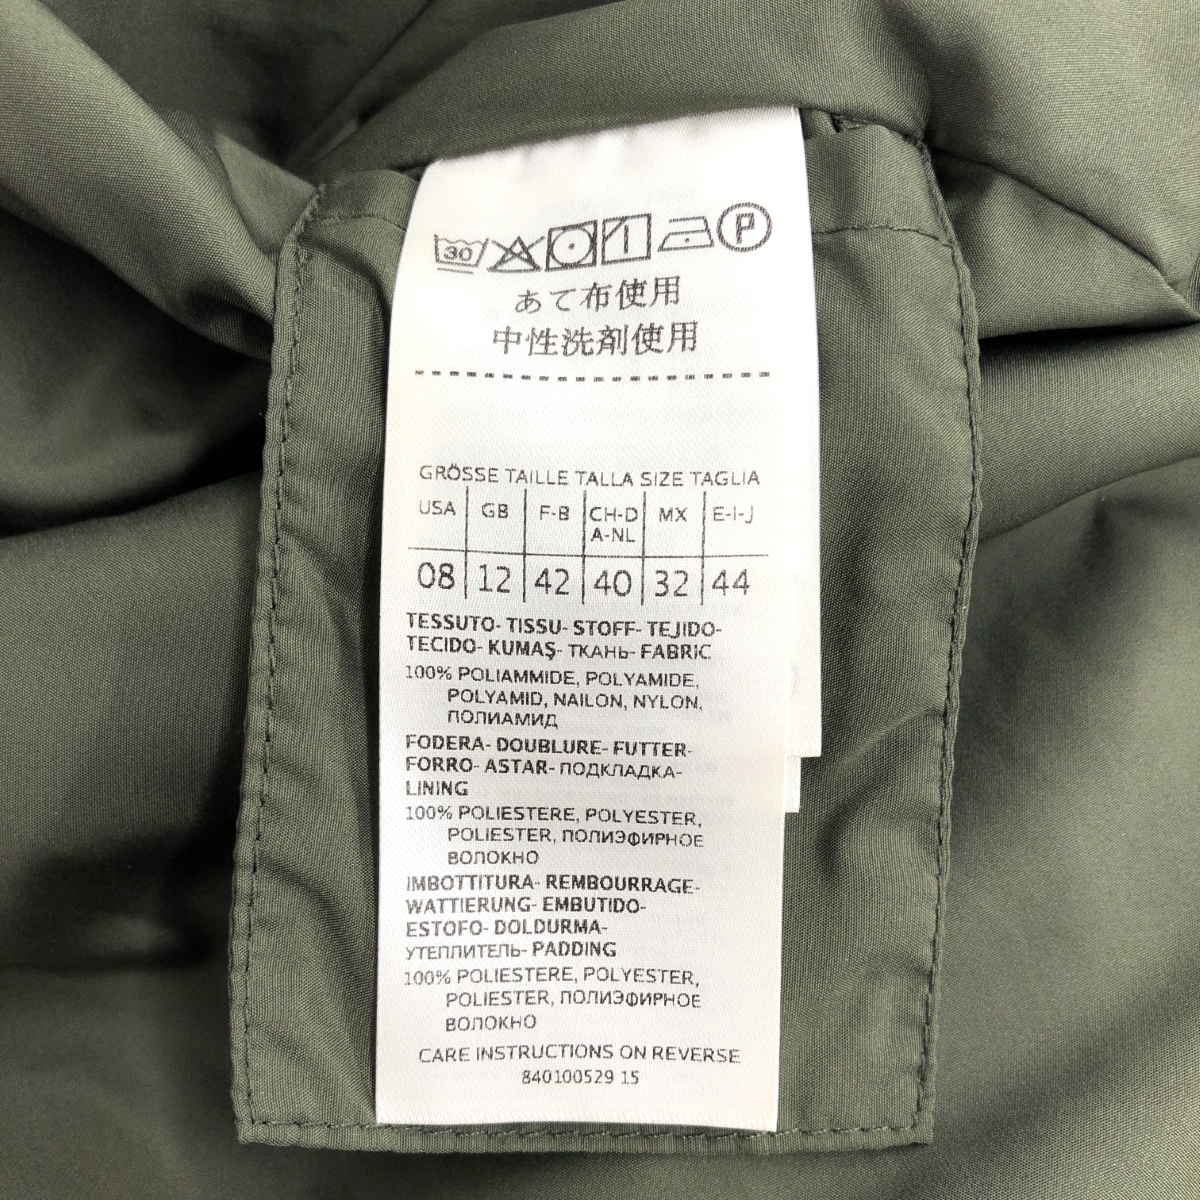 30
P
あて布使用
中性洗剤使用
GRÖSSE TAILLE TALLA SIZE TAGLIA
USA GB F-B CH-D A-NL MX E-I-J
08 12 42 40 32 44
TESSUTO- TISSU- STOFF- TEJIDO-
TECIDO- KUMAŞ- ТКАНЬ- FABRIC
100% POLIAMMIDE, POLYAMIDE,
POLYAMID, NAILON, NYLON,
ПОЛИАМИД
FODERA- DOUBLURE- FUTTER-
FORRO- ASTAR- ПОДКЛАДКА-
LINING
100% POLIESTERE, POLYESTER,
POLIESTER, ПОЛИЭФИРНОЕ
ВОЛОКНО
IMBOTTITURA- REMBOURRAGE-
WATTIERUNG- EMBUTIDO-
ESTOFO- DOLDURMA-
УТЕПЛИТЕЛЬ- PADDING
100% POLIESTERE, POLYESTER,
POLIESTER, ПОЛИЭФИРНОЕ
ВОЛОКНО
CARE INSTRUCTIONS ON REVERSE
840100529 15